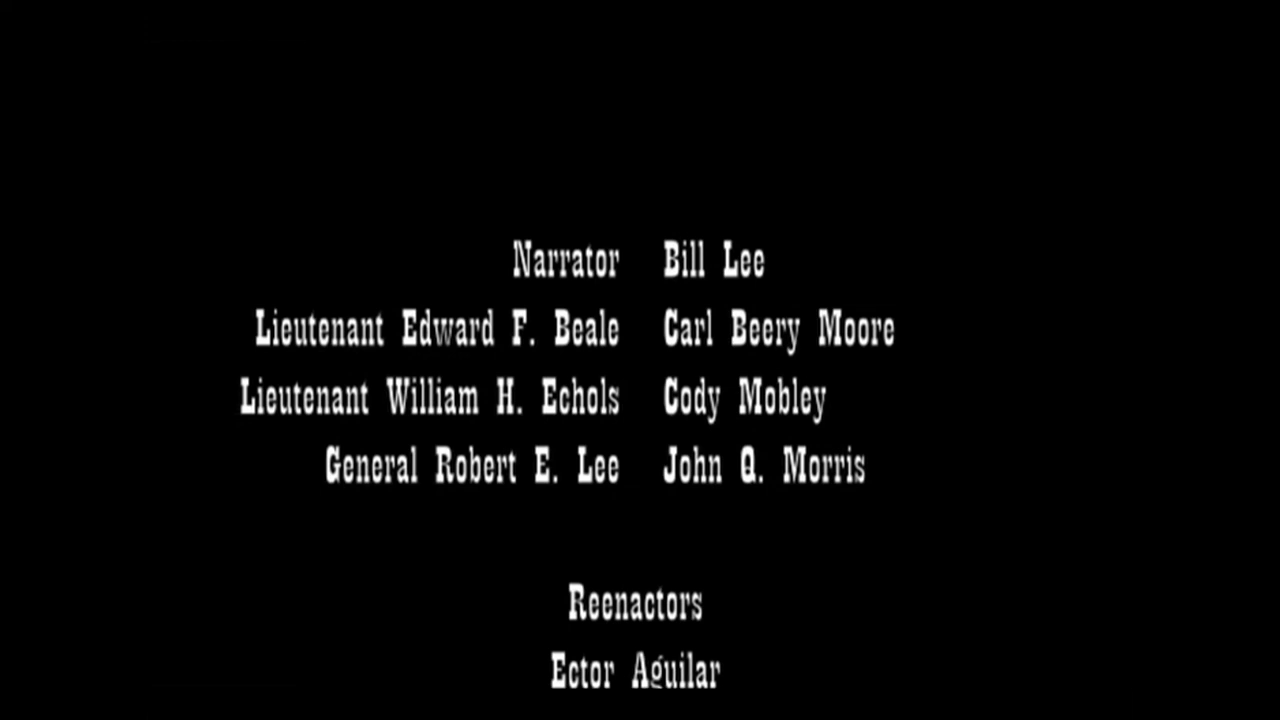 Narrator Bill Lee
Lieutenant Edward F. Beale Carl Beery Moore
Lieutenant William H. Echols Cody Mobley
General Robert E. Lee John Q. Morris
Reenactors
Ector Aguilar